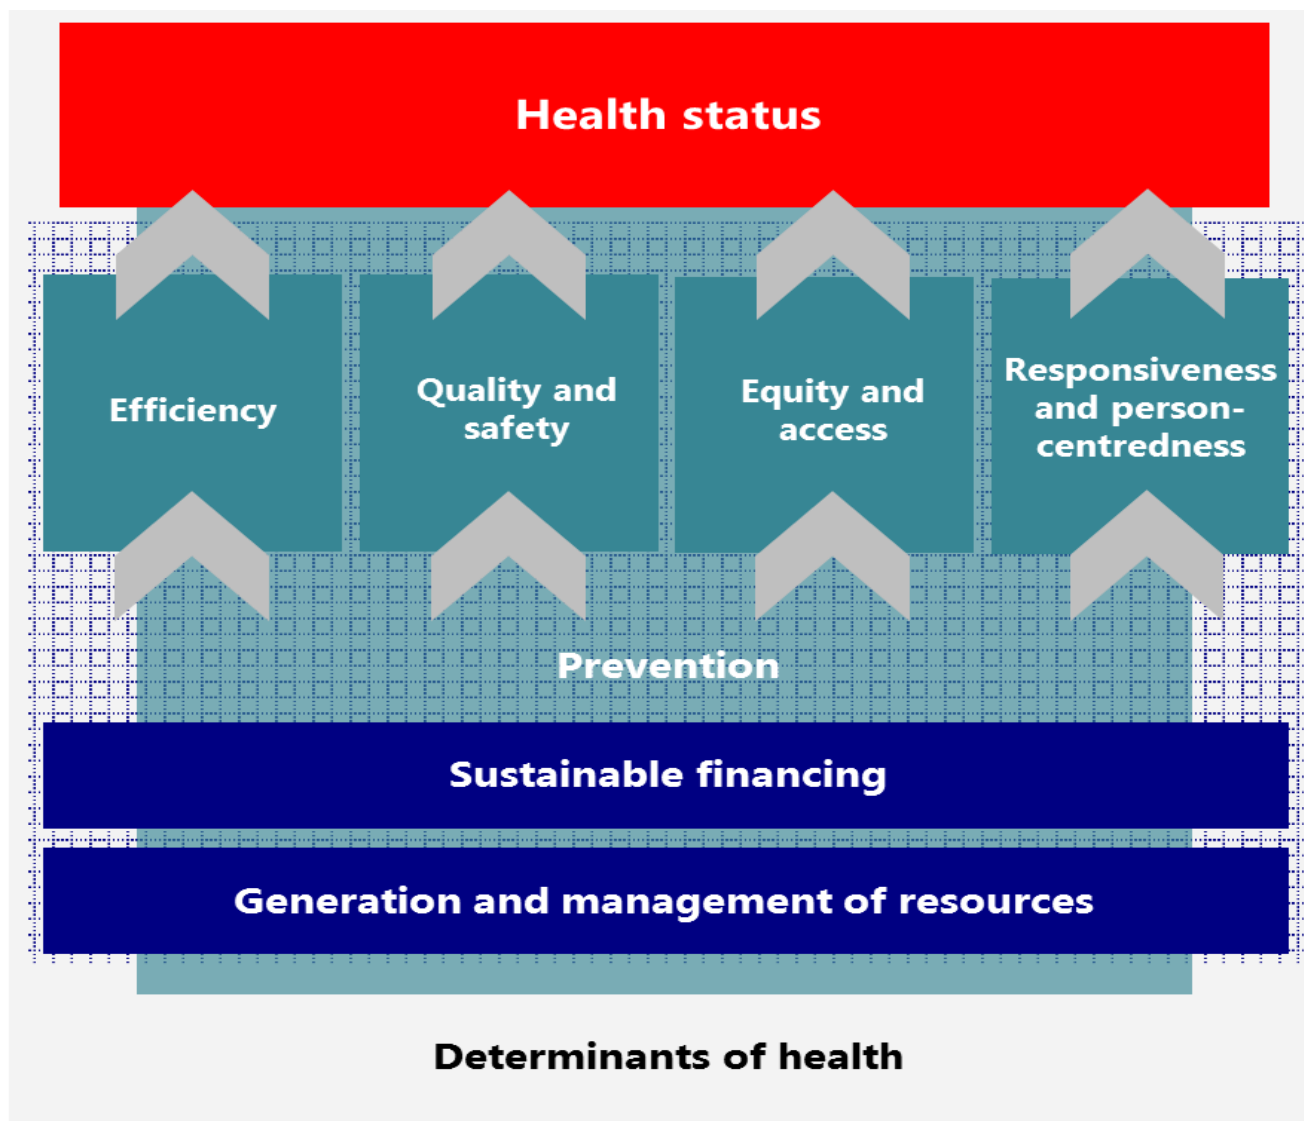 Health status
Efficiency
Quality and
safety
Equity and
access
Responsiveness
and person-
centredness
Prevention
Sustainable financing
Generation and management of resources
Determinants of health